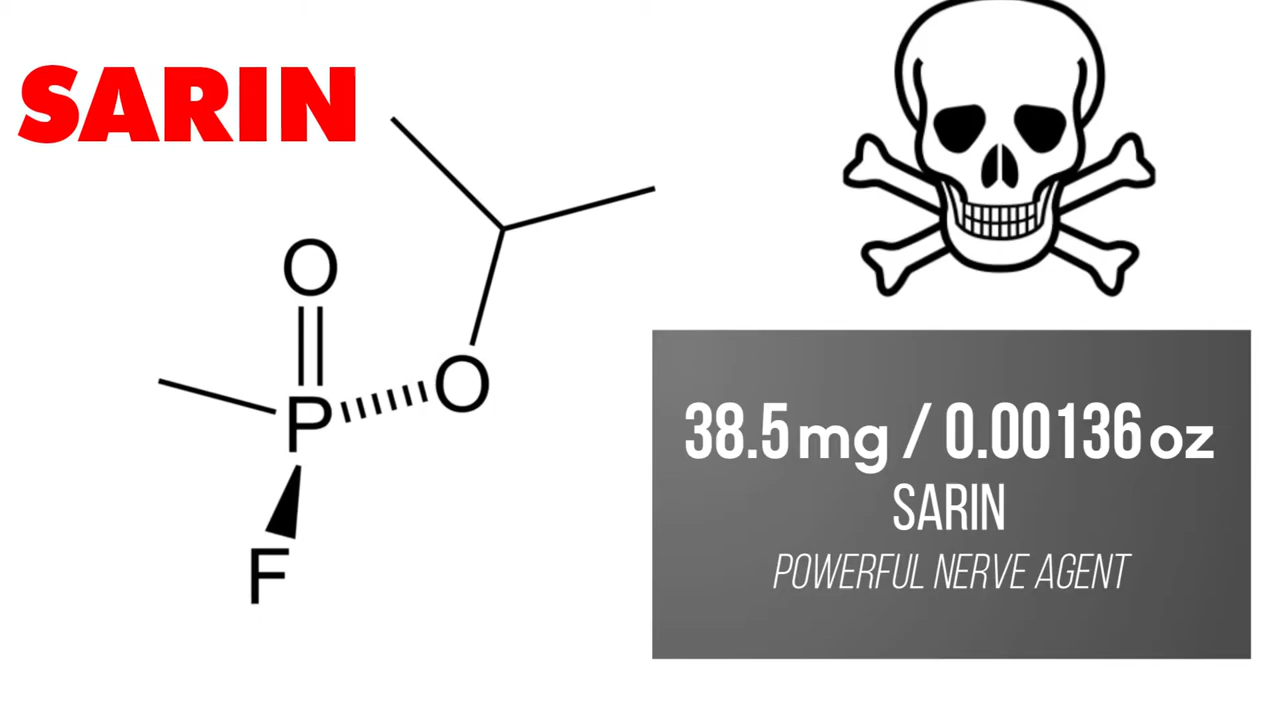 SARIN
O
P
O
F
38.5 mg / 0.00136 oz
SARIN
POWERFUL NERVE AGENT